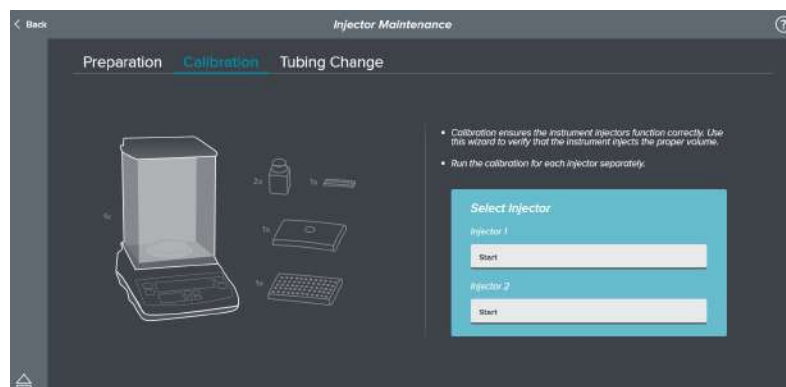 Back
Injector Maintenance
?
Preparation Calibration Tubing Change
Calibration ensures the instrument injectors function correctly. Use
this wizard to verify that the instrument injects the proper volume.
Run the calibration for each injector separately.
2x
1x
1x
1x
1x
Select Injector
Injector 1
Start
Injector 2
Start